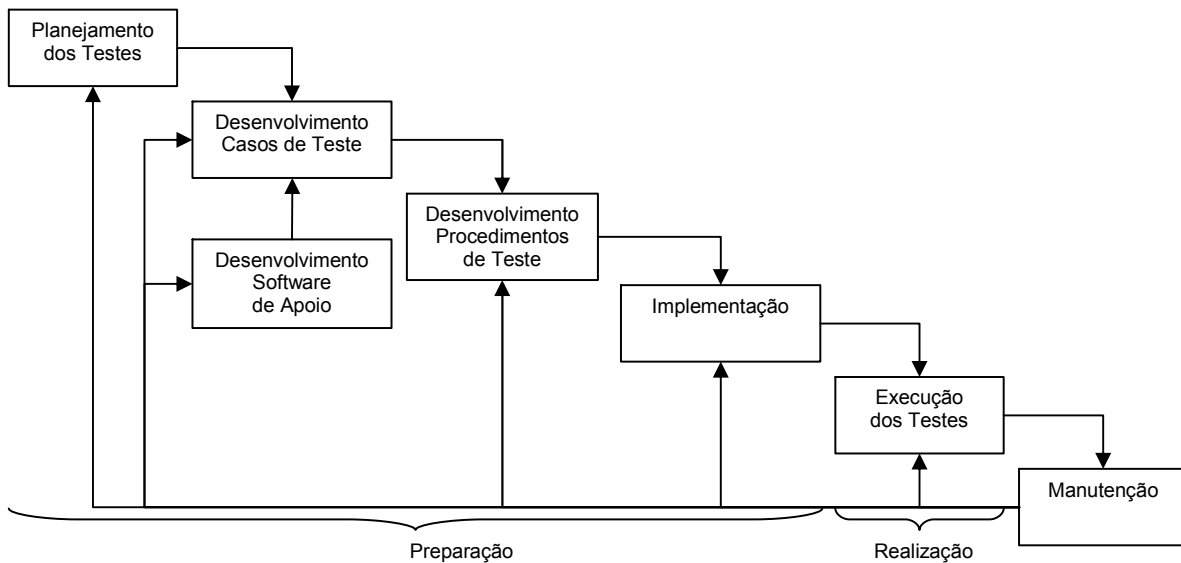 Planejamento
dos Testes
Desenvolvimento
Casos de Teste
Desenvolvimento
Software
de Apoio
Desenvolvimento
Procedimentos
de Teste
Implementação
Execução
dos Testes
Manutenção
Preparação
Realização